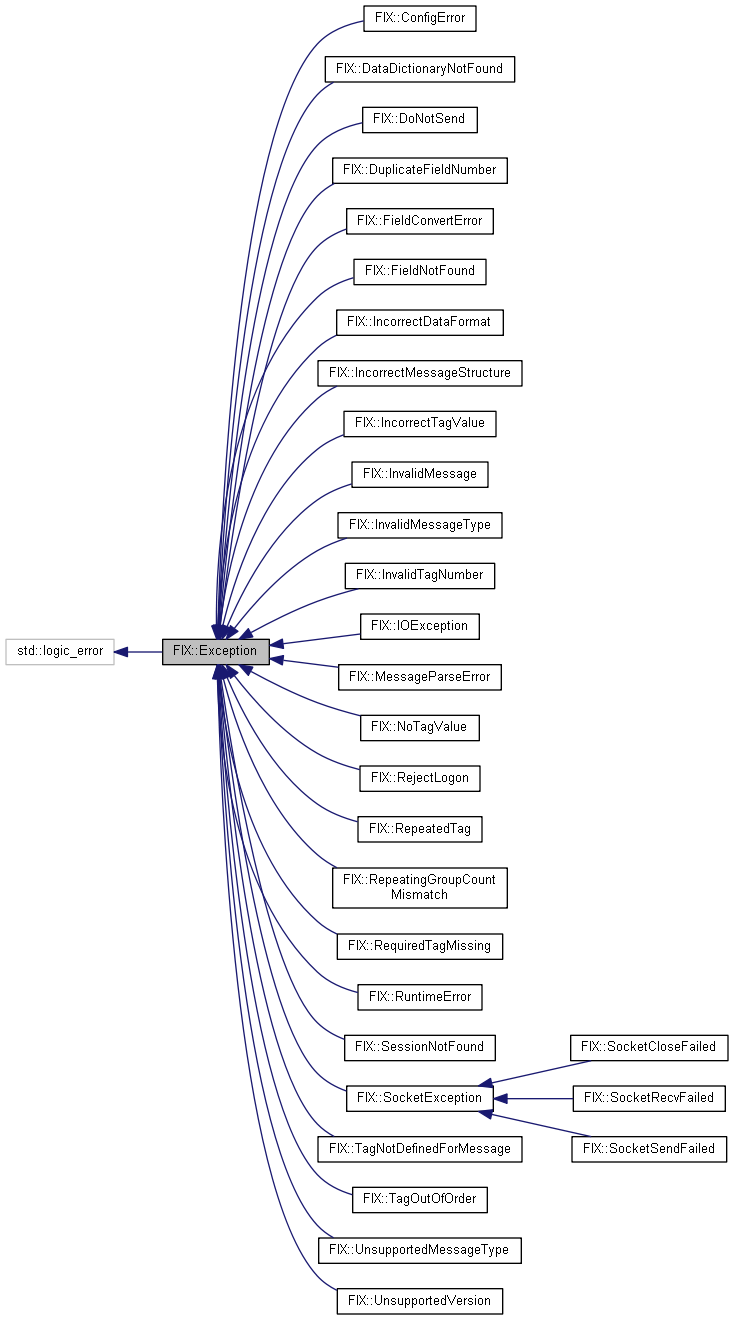 FIX::ConfigError
FIX::DataDictionaryNotFound
FIX::DoNotSend
FIX::DuplicateFieldNumber
FIX::FieldConvertError
FIX::FieldNotFound
FIX::IncorrectDataFormat
FIX::IncorrectMessageStructure
FIX::IncorrectTagValue
FIX::InvalidMessage
FIX::InvalidMessageType
FIX::InvalidTagNumber
FIX::IOException
std::logic_error
FIX::Exception
FIX::MessageParseError
FIX::NoTagValue
FIX::RejectLogon
FIX::RepeatedTag
FIX::RepeatingGroupCount
Mismatch
FIX::RequiredTagMissing
FIX::RuntimeError
FIX::SessionNotFound
FIX::SocketCloseFailed
FIX::SocketException
FIX::SocketRecvFailed
FIX::TagNotDefinedForMessage
FIX::SocketSendFailed
FIX::TagOutOfOrder
FIX::UnsupportedMessageType
FIX::UnsupportedVersion